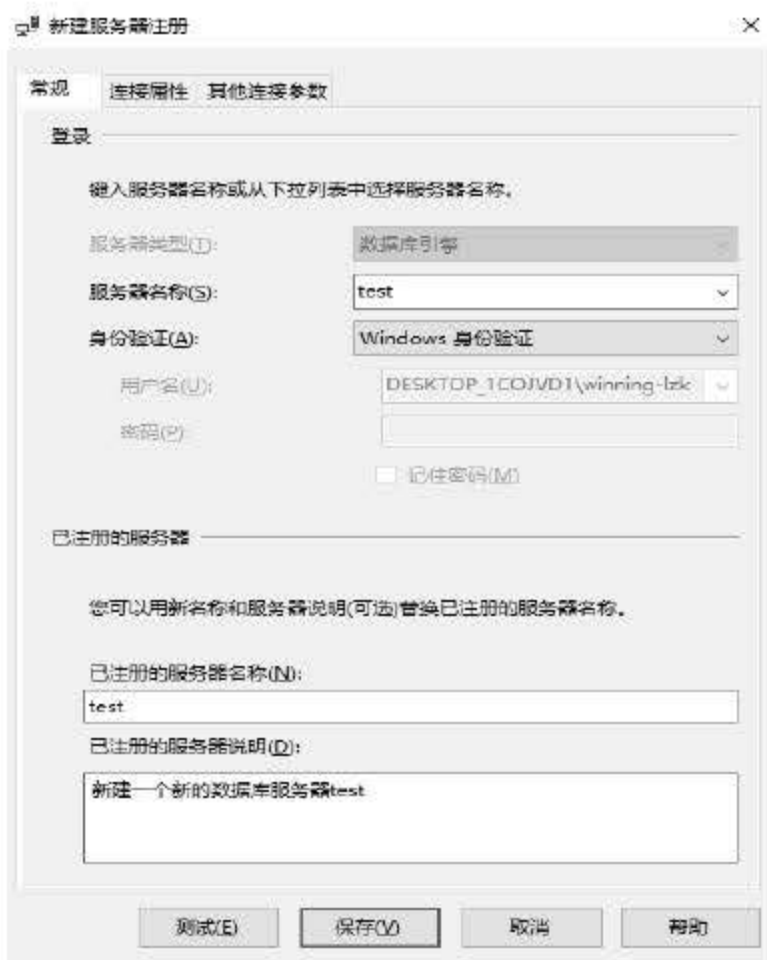 新建服务器注册
常规 连接属性 其他连接参数
登录
键入服务器名称或从下拉列表中选择服务器名称。
服务器类型(T): 数据库引擎
服务器名称(S): test
身份验证(A): Windows 身份验证
用户名(U): DESKTOP_1COJVD1\winning-lzk
密码(P):
记住密码(M)
已注册的服务器
您可以用新名称和服务器说明(可选)替换已注册的服务器名称。
已注册的服务器名称(N):
test
已注册的服务器说明(D):
新建一个新的数据库服务器test
测试(E) 保存(V) 取消 帮助